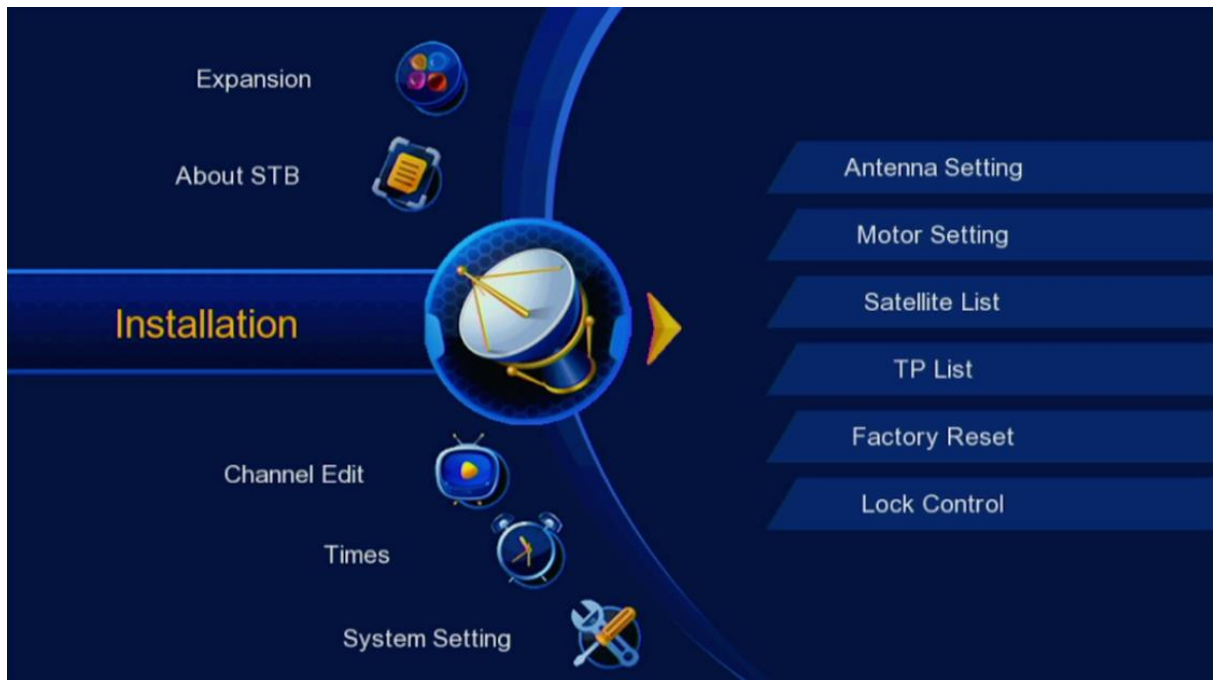 Expansion
About STB
Installation
Channel Edit
Times
System Setting
Antenna Setting
Motor Setting
Satellite List
TP List
Factory Reset
Lock Control